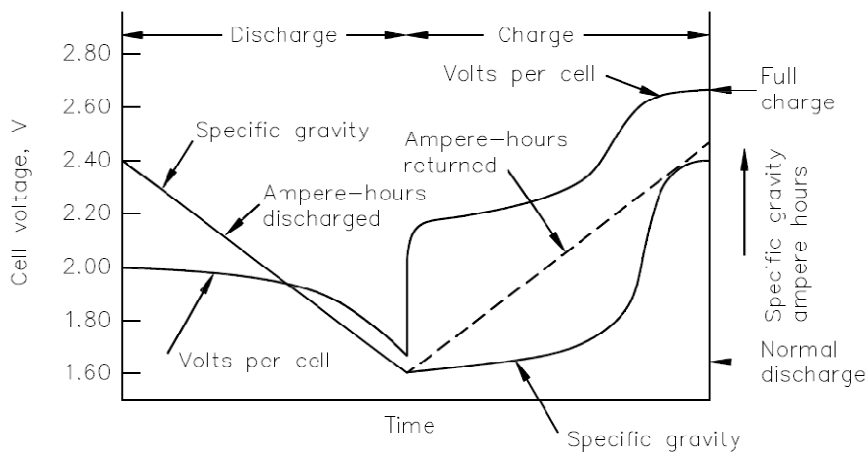 Discharge
Charge
2.80
2.60
2.40
2.20
2.00
1.80
1.60
Cell voltage, V
Volts per cell
Full
charge
Specific gravity
Ampere-hours
returned
Ampere-hours
discharged
Specific gravity
ampere hours
Volts per cell
Normal
discharge
Time
Specific gravity